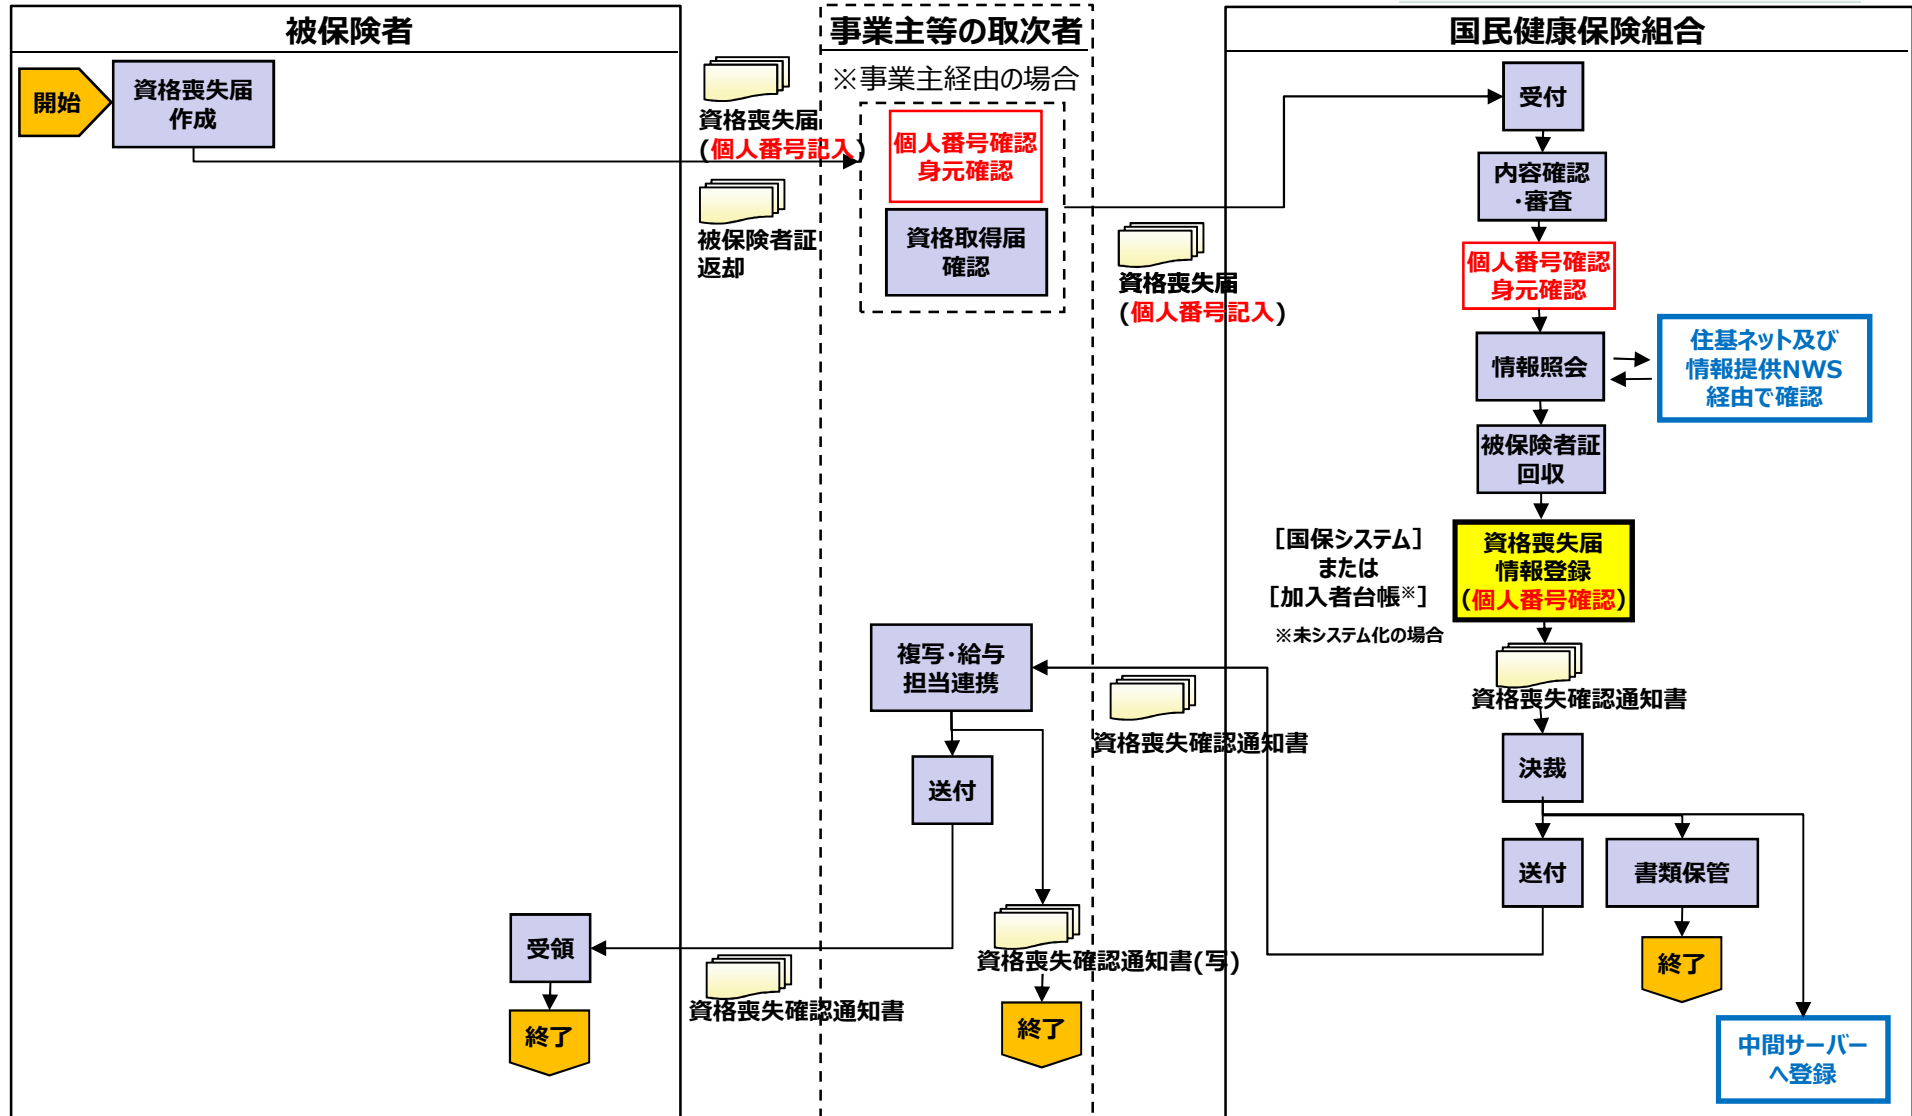 被保険者
事業主等の取次者
国民健康保険組合
※事業主経由の場合
開始
資格喪失届
作成
資格喪失届
(個人番号記入)
被保険者証
返却
個人番号確認
身元確認
資格取得届
確認
資格喪失届
(個人番号記入)
受付
内容確認
・審査
個人番号確認
身元確認
情報照会
住基ネット及び
情報提供NWS
経由で確認
被保険者証
回収
[国保システム]
または
[加入者台帳※]
※未システム化の場合
資格喪失届
情報登録
(個人番号確認)
資格喪失確認通知書
決裁
送付
書類保管
終了
中間サーバー
へ登録
資格喪失確認通知書
複写・給与
担当連携
送付
資格喪失確認通知書(写)
終了
資格喪失確認通知書
受領
終了